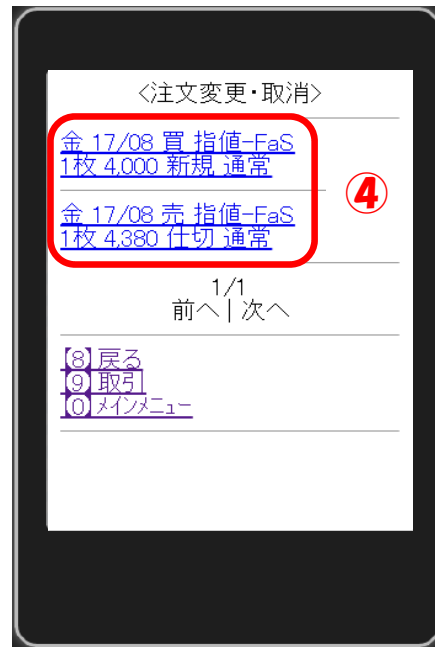 <注文変更・取消>
金 17/08 買 指値-FaS
1枚 4,000 新規 通常
④
金 17/08 売 指値-FaS
1枚 4,380 仕切 通常
1/1
前へ | 次へ
[8] 戻る
[9] 取引
[0] ﾒｲﾝﾒﾆｭｰ